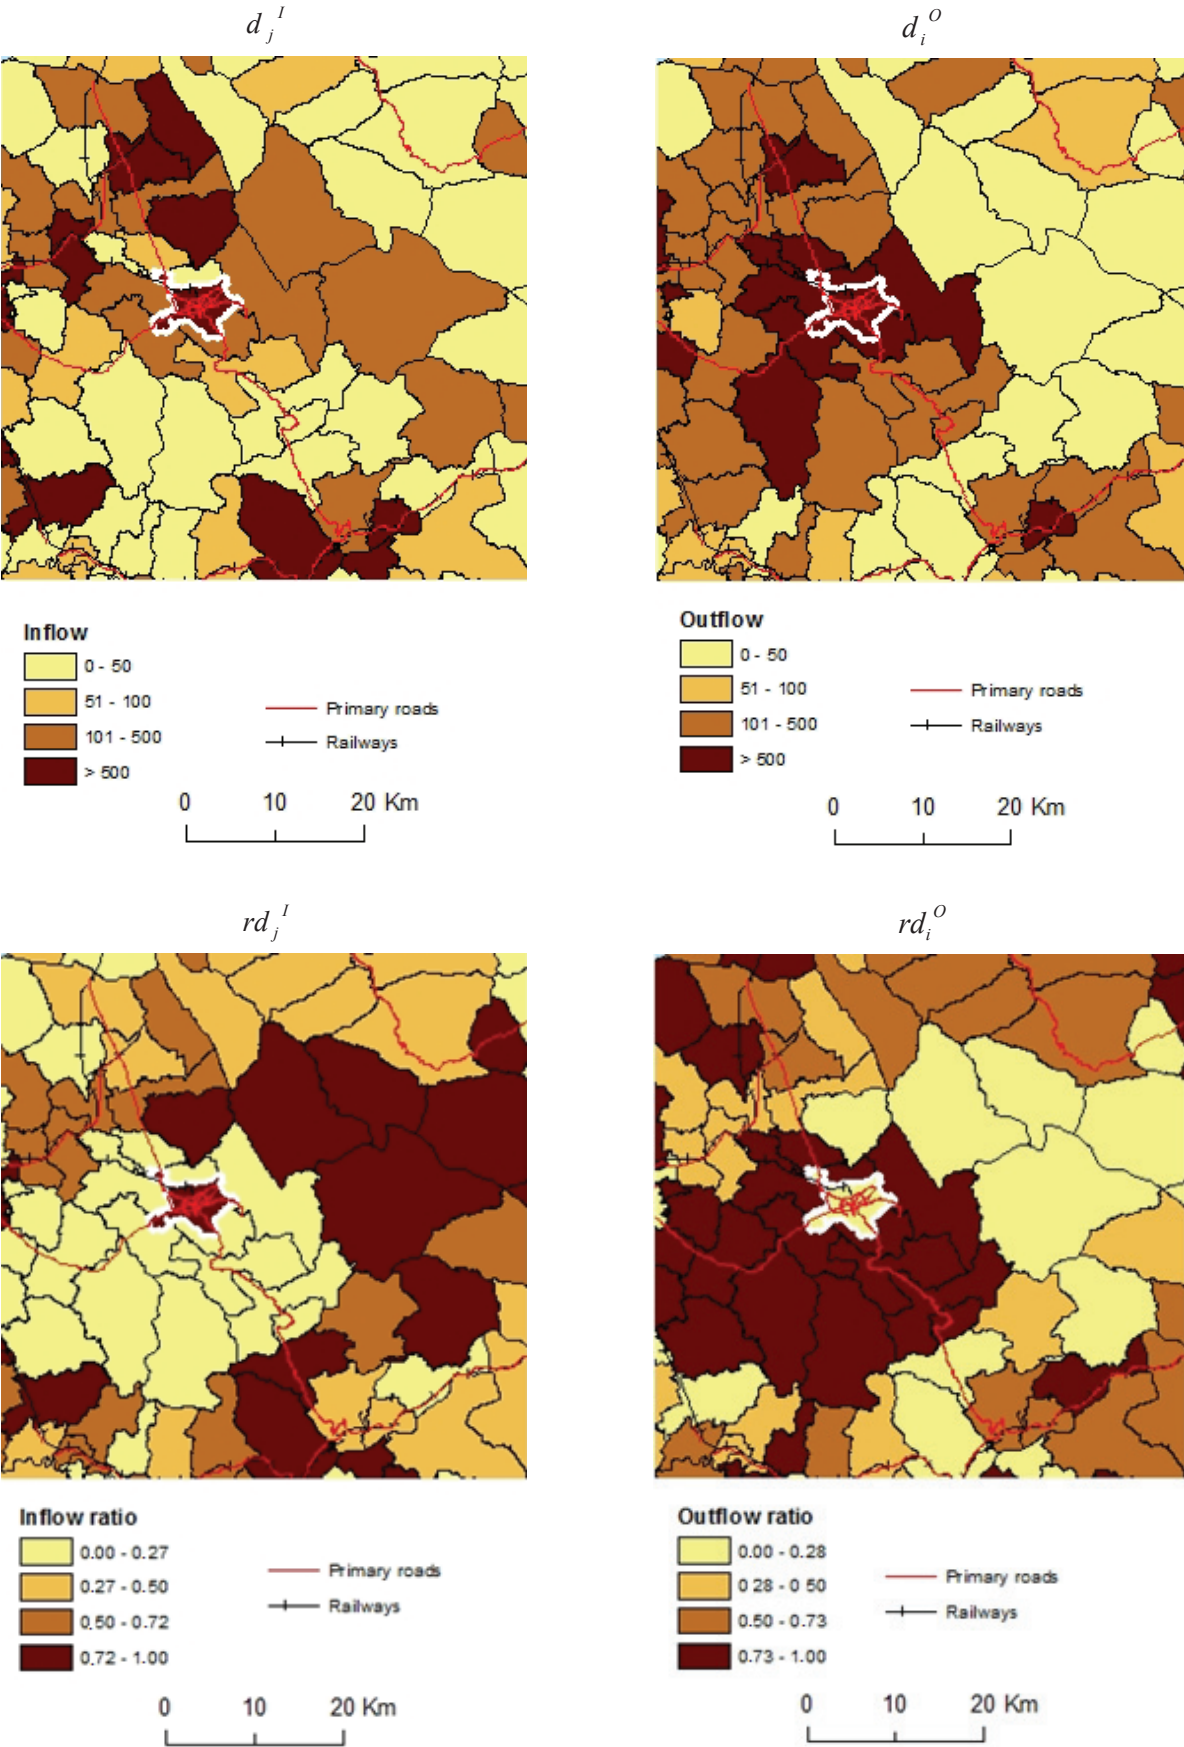 d j I
d i O
Inflow
0 - 50
51 - 100
101 - 500
> 500
Primary roads
Railways
0 10 20 Km
Outflow
0 - 50
51 - 100
101 - 500
> 500
Primary roads
Railways
0 10 20 Km
rd j I
rd i O
Inflow ratio
0.00 - 0.27
0.27 - 0.50
0.50 - 0.72
0.72 - 1.00
Primary roads
Railways
0 10 20 Km
Outflow ratio
0.00 - 0.28
0.28 - 0.50
0.50 - 0.73
0.73 - 1.00
Primary roads
Railways
0 10 20 Km